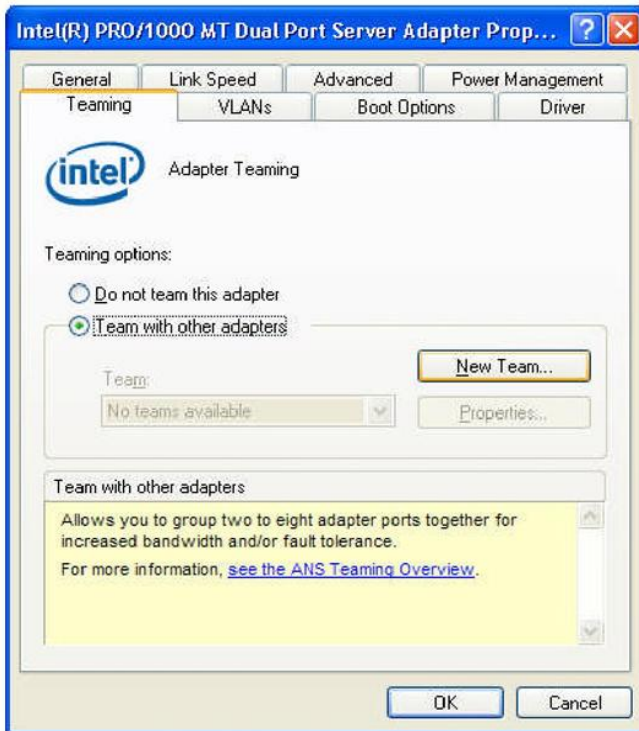 Intel(R) PRO/1000 MT Dual Port Server Adapter Prop...
General Link Speed Advanced Power Management
Teaming VLANs Boot Options Driver
intel
Adapter Teaming
Teaming options:
Do not team this adapter
Team with other adapters
New Team...
Team:
No teams available
Properties...
Team with other adapters
Allows you to group two to eight adapter ports together for
increased bandwidth and/or fault tolerance.
For more information, see the ANS Teaming Overview.
OK Cancel